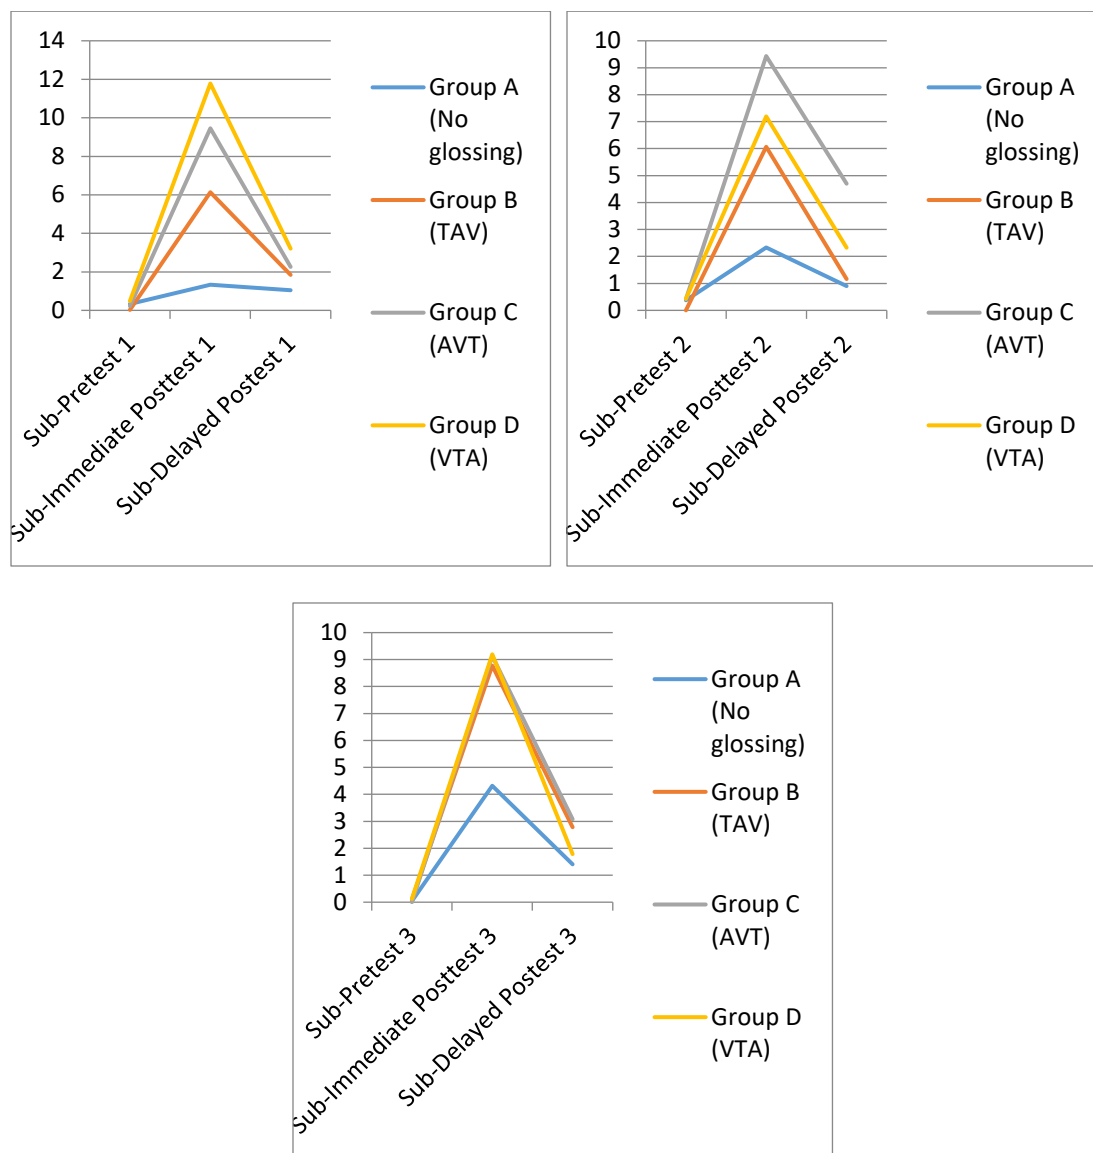 14
12
10
8
6
4
2
0
Sub-Pretest 1
Sub-Immediate Posttest 1
Sub-Delayed Postest 1
Group A
(No
glossing)
Group B
(TAV)
Group C
(AVT)
Group D
(VTA)
10
9
8
7
6
5
4
3
2
1
0
Sub-Pretest 2
Sub-Immediate Posttest 2
Sub-Delayed Postest 2
Group A
(No
glossing)
Group B
(TAV)
Group C
(AVT)
Group D
(VTA)
10
9
8
7
6
5
4
3
2
1
0
Sub-Pretest 3
Sub-Immediate Posttest 3
Sub-Delayed Postest 3
Group A
(No
glossing)
Group B
(TAV)
Group C
(AVT)
Group D
(VTA)